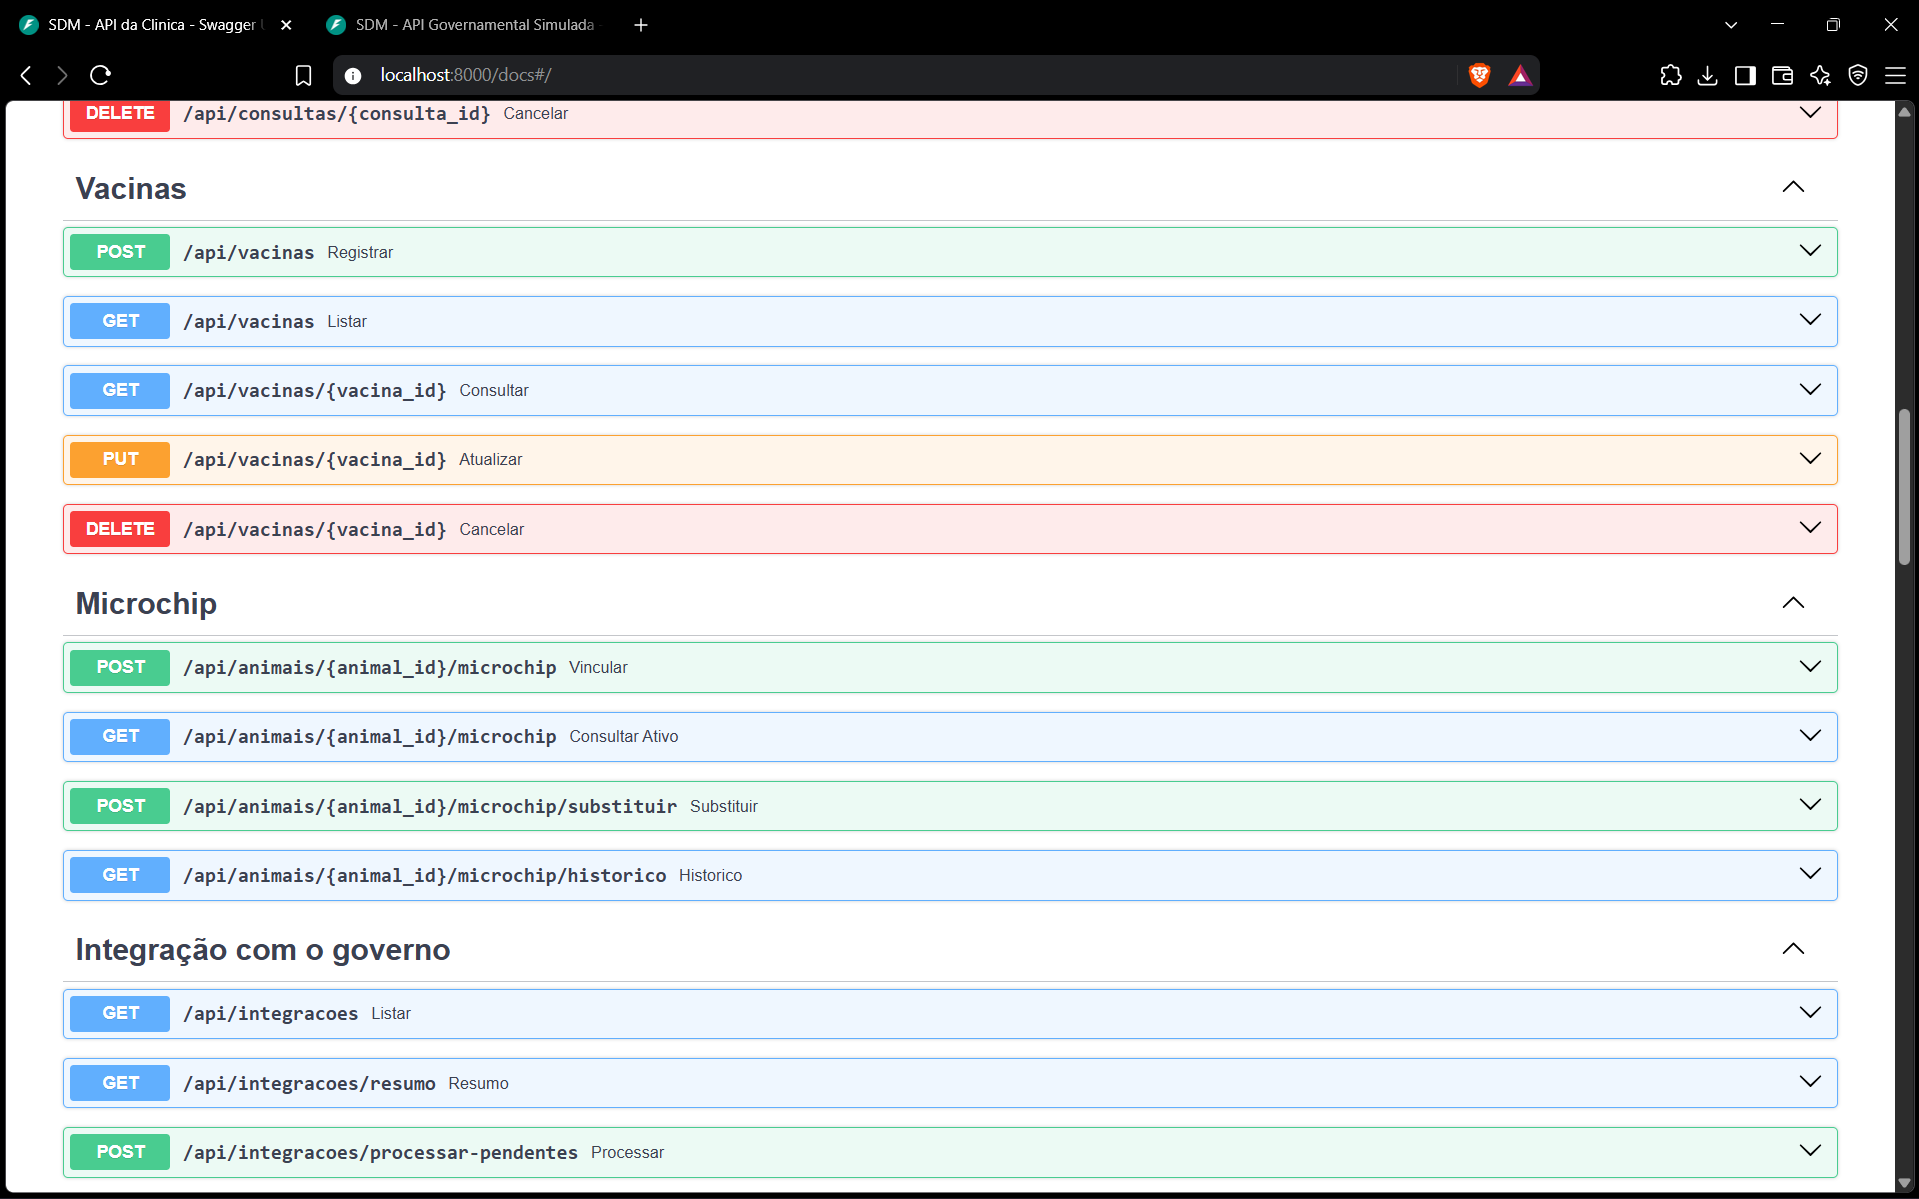 SDM - API da Clinica - Swagger
SDM - API Governamental Simulada
localhost:8000/docs#/
DELETE /api/consultas/{consulta_id} Cancelar
Vacinas
POST /api/vacinas Registrar
GET /api/vacinas Listar
GET /api/vacinas/{vacina_id} Consultar
PUT /api/vacinas/{vacina_id} Atualizar
DELETE /api/vacinas/{vacina_id} Cancelar
Microchip
POST /api/animais/{animal_id}/microchip Vincular
GET /api/animais/{animal_id}/microchip Consultar Ativo
POST /api/animais/{animal_id}/microchip/substituir Substituir
GET /api/animais/{animal_id}/microchip/historico Historico
Integração com o governo
GET /api/integracoes Listar
GET /api/integracoes/resumo Resumo
POST /api/integracoes/processar-pendentes Processar